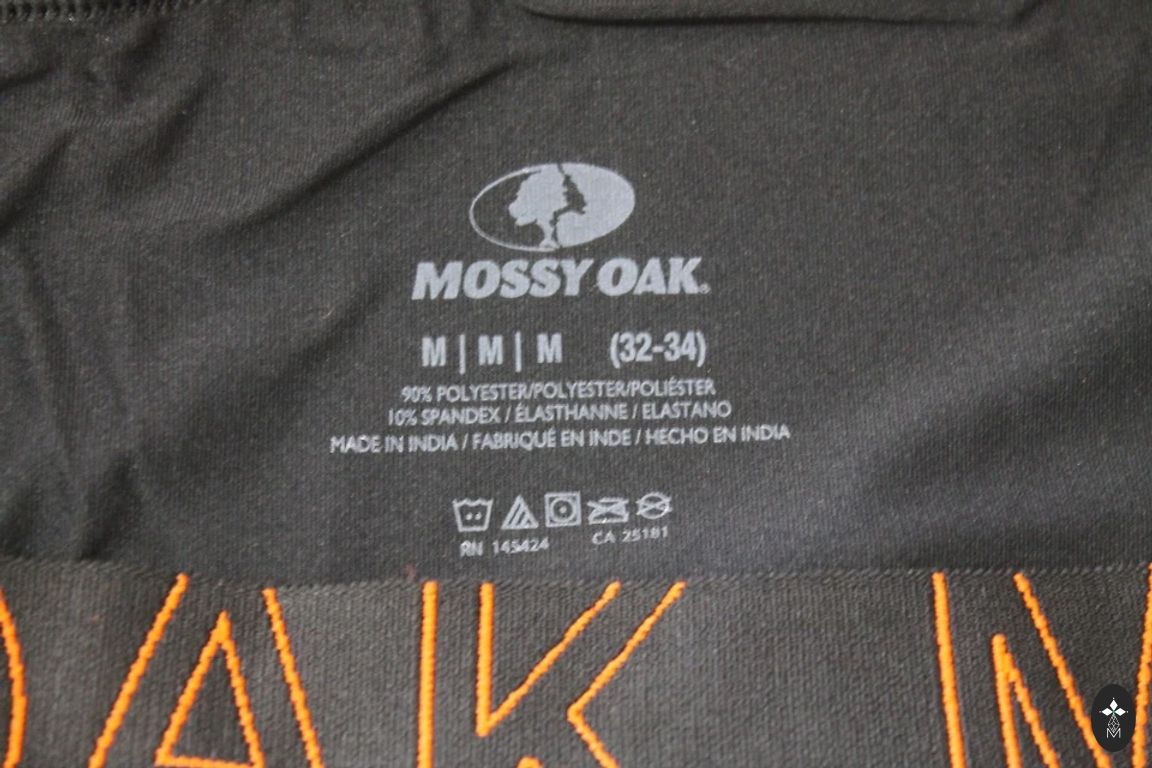 MOSSY OAK.
M | M | M (32-34)
90% POLYESTER/POLYESTER/POLIÉSTER
10% SPANDEX / ÉLASTHANNE / ELASTANO
MADE IN INDIA / FABRIQUÉ EN INDE / HECHO EN INDIA
RN 145424 CA 25181
OAK M
M